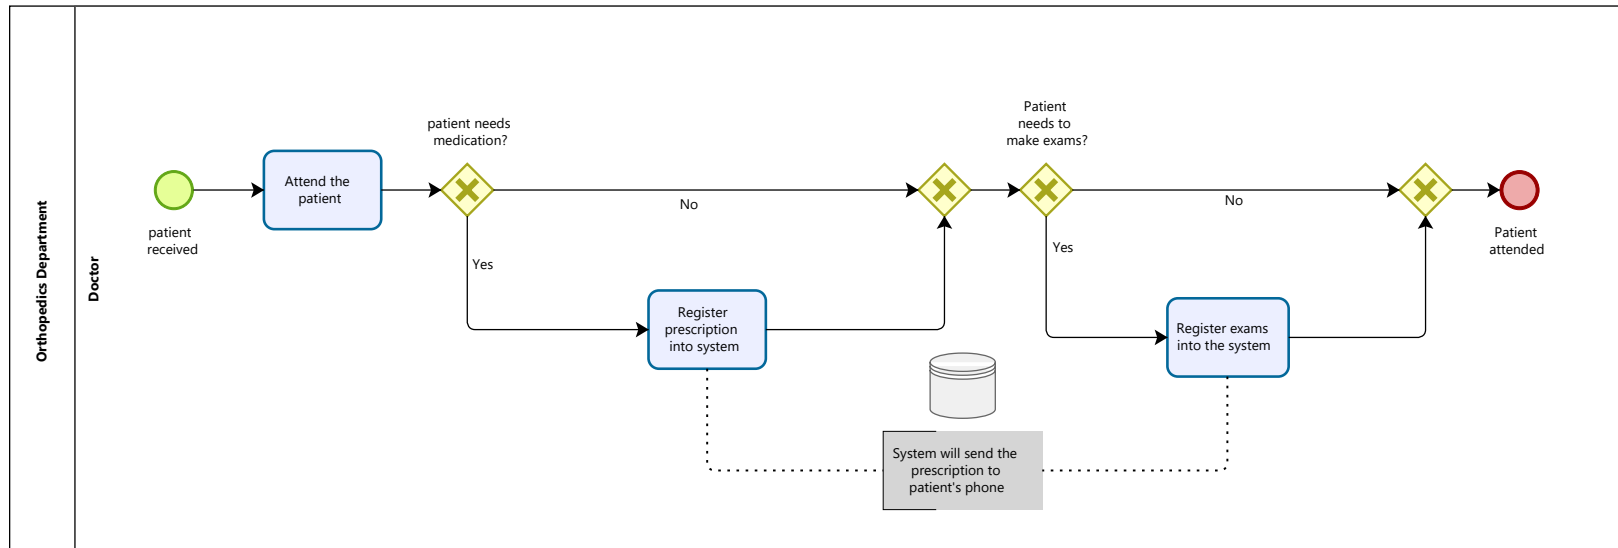 Orthopedics Department
Doctor
patient
received
Attend the
patient
patient needs
medication?
No
Yes
Register
prescription
into system
Patient
needs to
make exams?
No
Yes
Register exams
into the system
System will send the
prescription to
patient's phone
Patient
attended